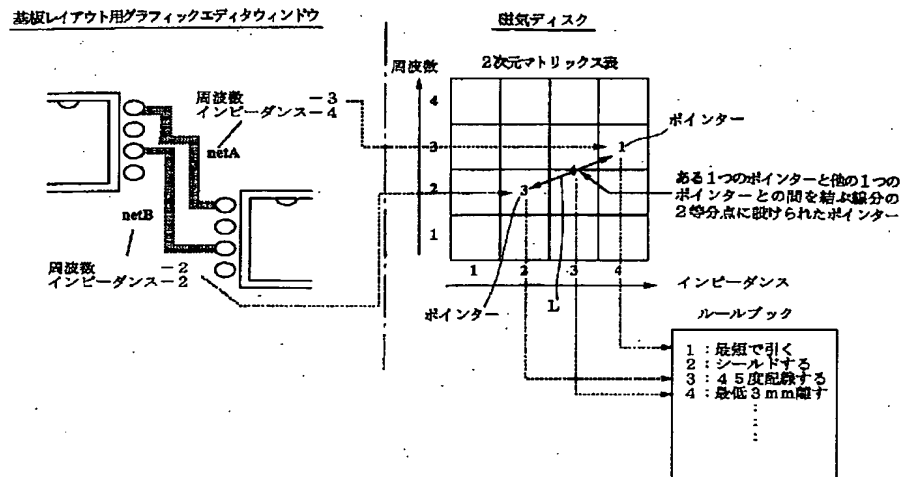 基板レイアウト用グラフィックエディタウィンドウ
磁気ディスク
周波数
2次元マトリックス表
4
3
2
1
1
2
3
4
周波数 －3
インピーダンス－4
netA
netB
周波数 －2
インピーダンス－2
1
3
4
ポインター
ある1つのポインターと他の1つの
ポインターとの間を結ぶ線分の
2等分点に設けられたポインター
ポインター
L
インピーダンス
ルールブック
1：最短で引く
2：シールドする
3：45度配線する
4：最低3mm離す